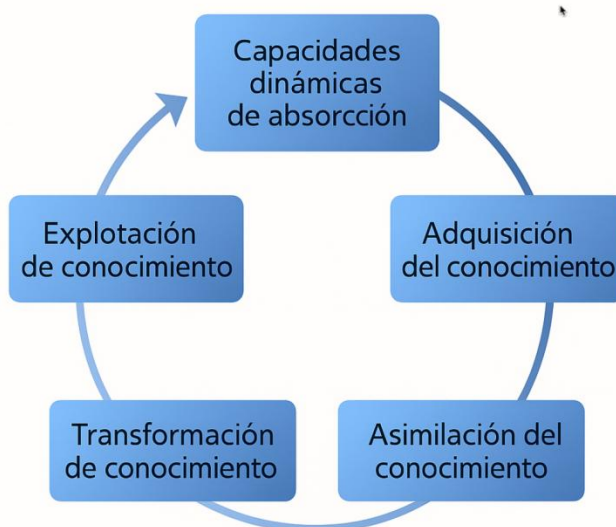 Capacidades
dinámicas
de absorcción
Adquisición
del conocimiento
Asimilación del
conocimiento
Transformación
de conocimiento
Explotación
de conocimiento